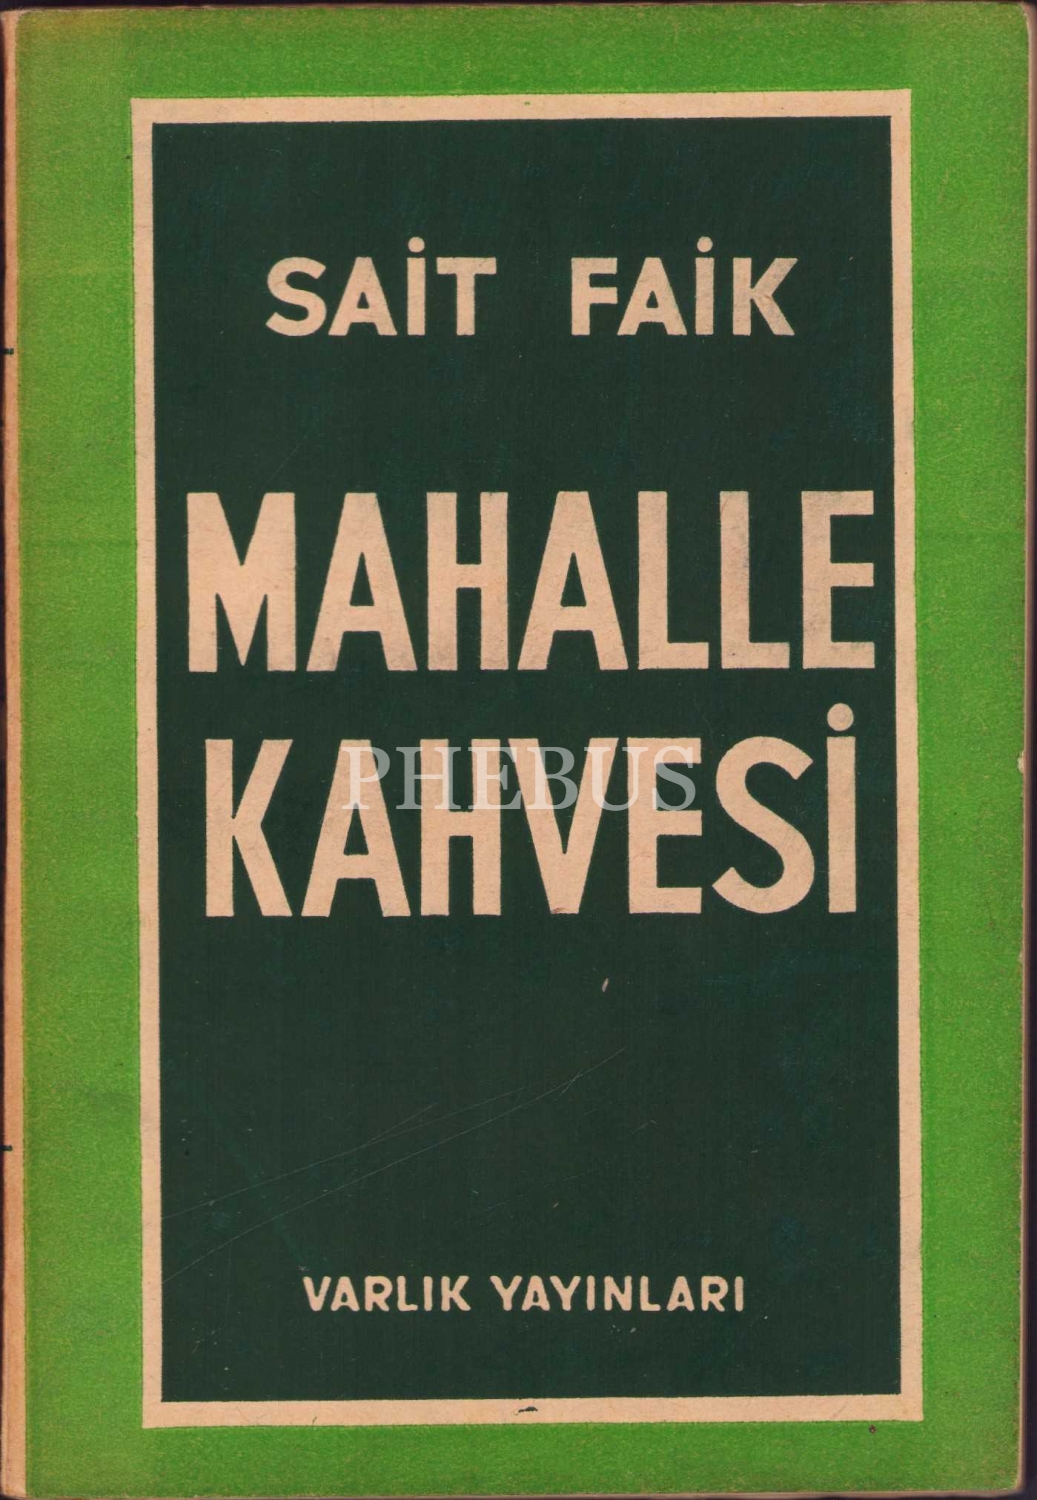 SAİT FAİK
MAHALLE
KAHVESİ
PHEBUS
VARLIK YAYINLARI